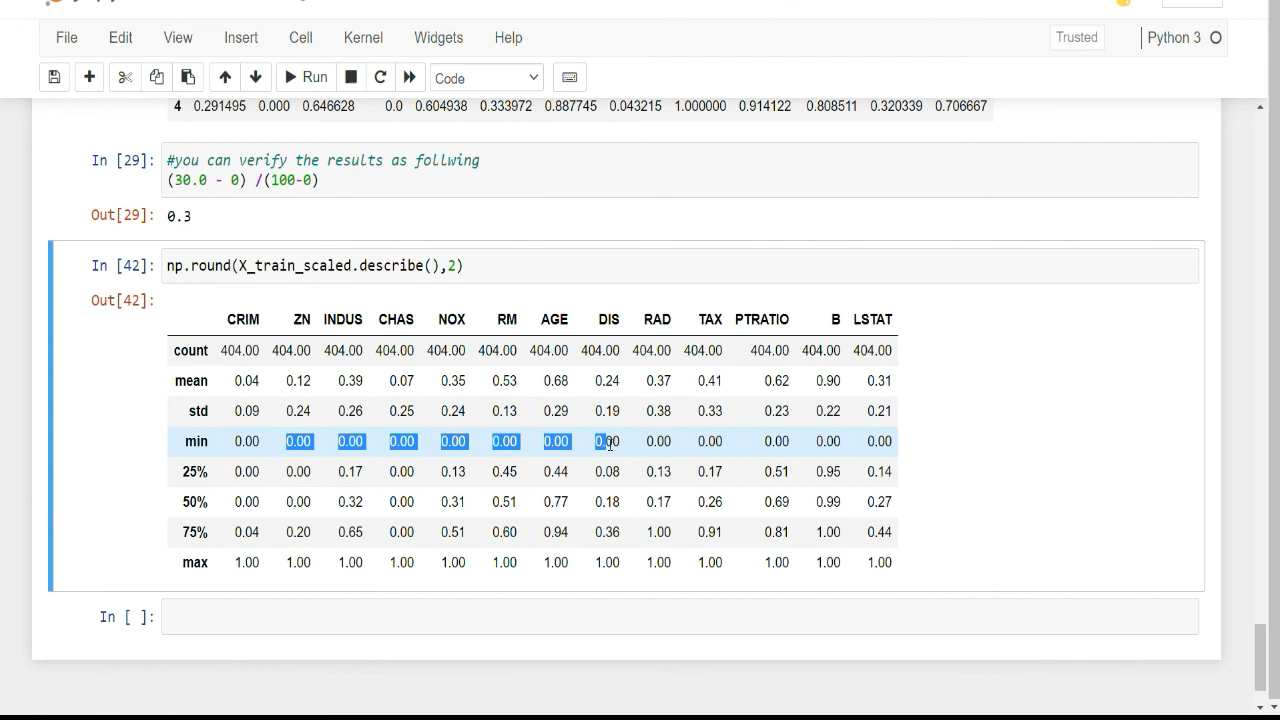 File Edit View Insert Cell Kernel Widgets Help Trusted Python 3
Run Code
4 0.291495 0.000 0.646628 0.0 0.604938 0.333972 0.887745 0.043215 1.000000 0.914122 0.808511 0.320339 0.706667
In [29]: #you can verify the results as follwing
(30.0 - 0) /(100-0)
Out[29]: 0.3
In [42]: np.round(X_train_scaled.describe(),2)
Out[42]:
CRIM ZN INDUS CHAS NOX RM AGE DIS RAD TAX PTRATIO B LSTAT
count 404.00 404.00 404.00 404.00 404.00 404.00 404.00 404.00 404.00 404.00 404.00 404.00 404.00
mean 0.04 0.12 0.39 0.07 0.35 0.53 0.68 0.24 0.37 0.41 0.62 0.90 0.31
std 0.09 0.24 0.26 0.25 0.24 0.13 0.29 0.19 0.38 0.33 0.23 0.22 0.21
min 0.00 0.00 0.00 0.00 0.00 0.00 0.00 0.00 0.00 0.00 0.00 0.00 0.00
25% 0.00 0.00 0.17 0.00 0.13 0.45 0.44 0.08 0.13 0.17 0.51 0.95 0.14
50% 0.00 0.00 0.32 0.00 0.31 0.51 0.77 0.18 0.17 0.26 0.69 0.99 0.27
75% 0.04 0.20 0.65 0.00 0.51 0.60 0.94 0.36 1.00 0.91 0.81 1.00 0.44
max 1.00 1.00 1.00 1.00 1.00 1.00 1.00 1.00 1.00 1.00 1.00 1.00 1.00
In [ ]: